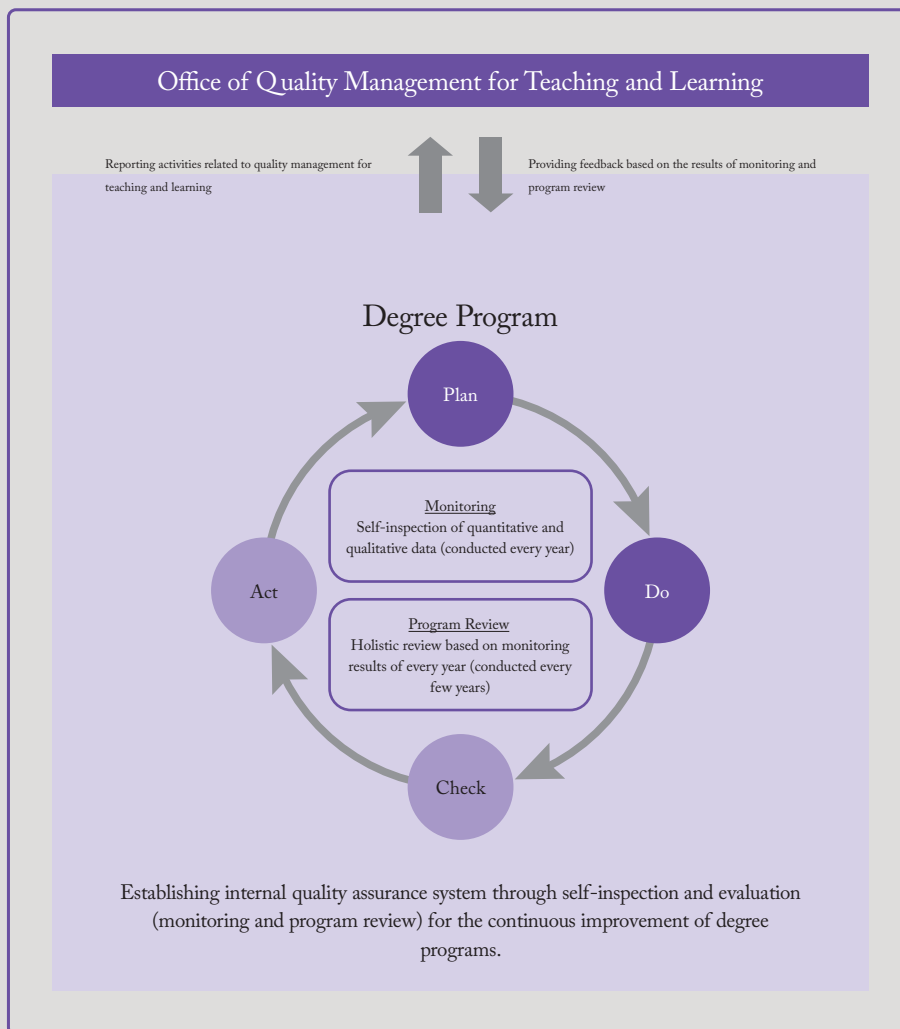 Office of Quality Management for Teaching and Learning
Reporting activities related to quality management for
teaching and learning
Providing feedback based on the results of monitoring and
program review
Degree Program
Plan
Monitoring
Self-inspection of quantitative and
qualitative data (conducted every year)
Act
Do
Program Review
Holistic review based on monitoring
results of every year (conducted every
few years)
Check
Establishing internal quality assurance system through self-inspection and evaluation
(monitoring and program review) for the continuous improvement of degree
programs.